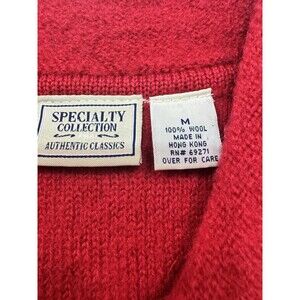 SPECIALTY
COLLECTION
AUTHENTIC CLASSICS
M
100% WOOL
MADE IN
HONG KONG
RN# 69271
OVER FOR CARE